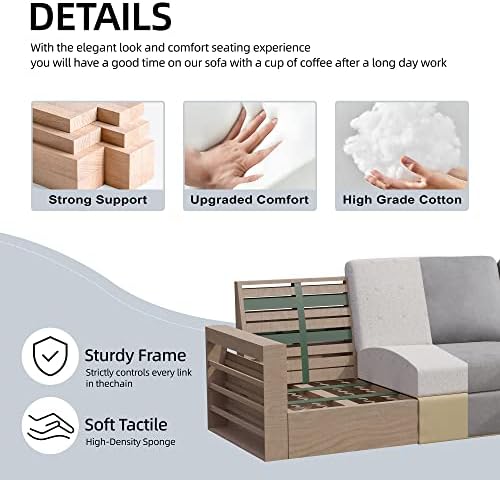 DETAILS
With the elegant look and comfort seating experience
you will have a good time on our sofa with a cup of coffee after a long day work
Strong Support
Upgraded Comfort
High Grade Cotton
Sturdy Frame
Strictly controls every link
in thechain
Soft Tactile
High-Density Sponge